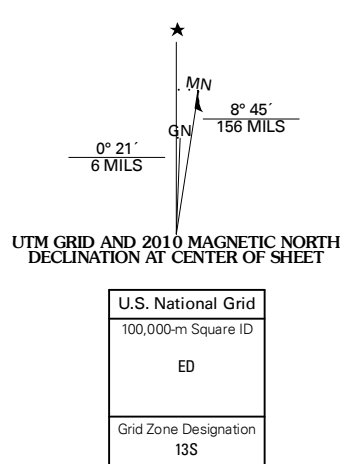 MN
8° 45´
156 MILS
GN
0° 21´
6 MILS
UTM GRID AND 2010 MAGNETIC NORTH
DECLINATION AT CENTER OF SHEET
U.S. National Grid
100,000-m Square ID
ED
Grid Zone Designation
13S